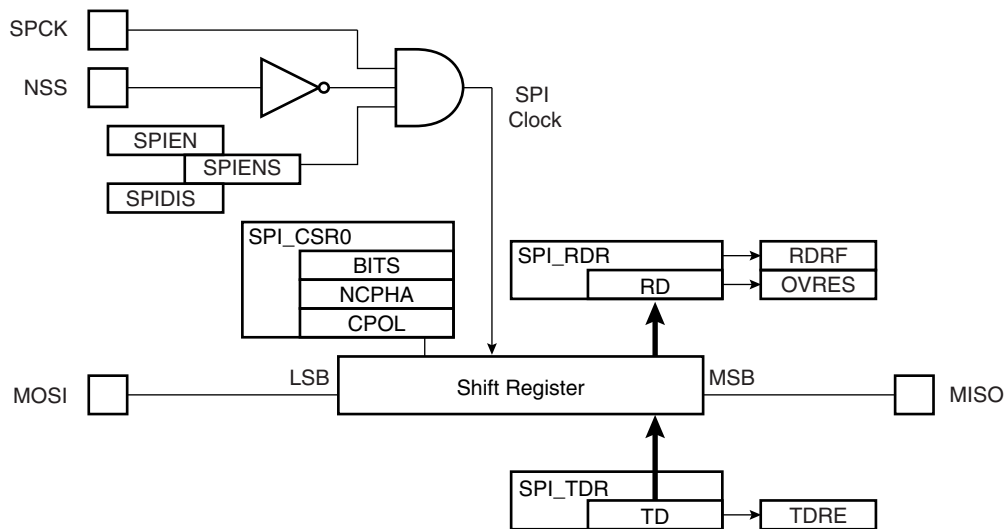 SPCK
NSS
SPI
Clock
SPIEN
SPIENS
SPIDIS
SPI_CSR0
BITS
NCPHA
CPOL
SPI_RDR
RD
RDRF
OVRES
MOSI
LSB
Shift Register
MSB
MISO
SPI_TDR
TD
TDRE